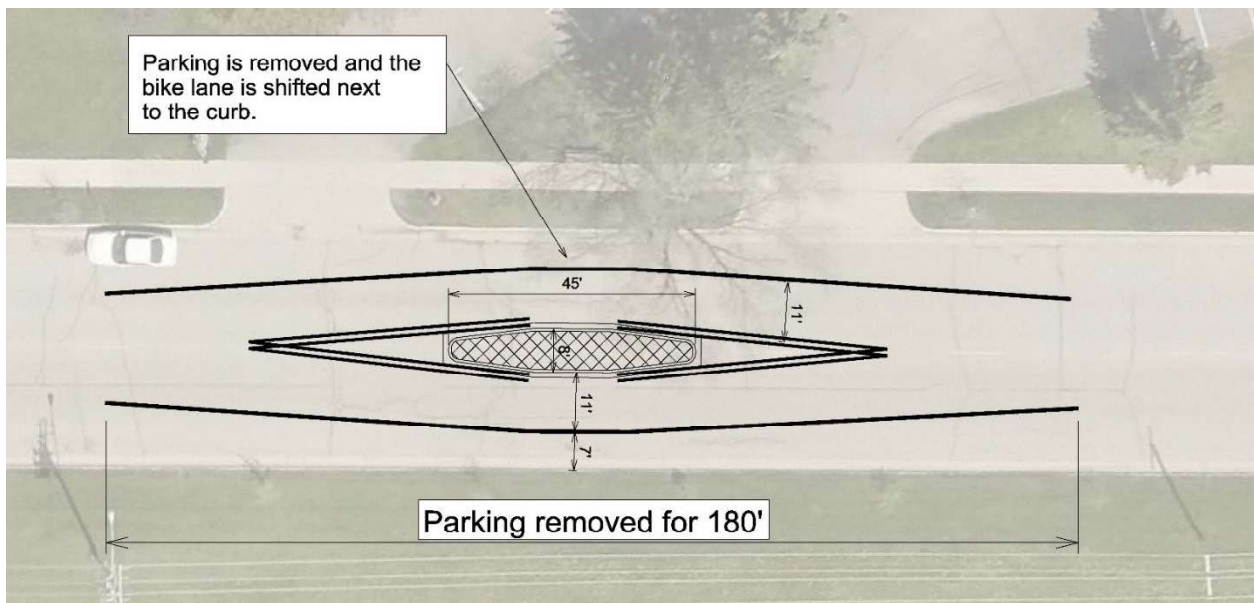 Parking is removed and the
bike lane is shifted next
to the curb.
45'
11'
8'
11'
7'
Parking removed for 180'